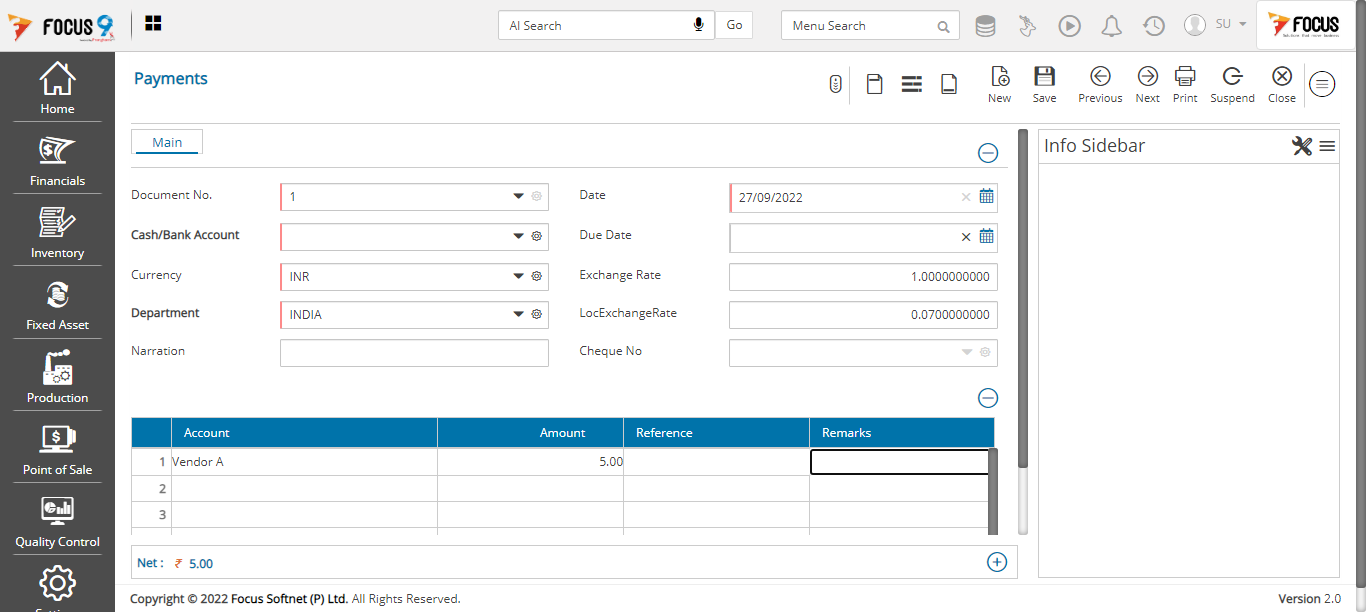 FOCUS 9
AI Search
Go
Menu Search
SU
FOCUS
Home
Financials
Inventory
Fixed Asset
Production
Point of Sale
Quality Control
Payments
New
Save
Previous
Next
Print
Suspend
Close
Main
Document No.
1
Date
27/09/2022
Cash/Bank Account
Due Date
Currency
INR
Exchange Rate
1.0000000000
Department
INDIA
LocExchangeRate
0.0700000000
Narration
Cheque No
Account Amount Reference Remarks
1 Vendor A 5.00
2
3
Net : ₹ 5.00
Info Sidebar
Copyright © 2022 Focus Softnet (P) Ltd. All Rights Reserved.
Version 2.0